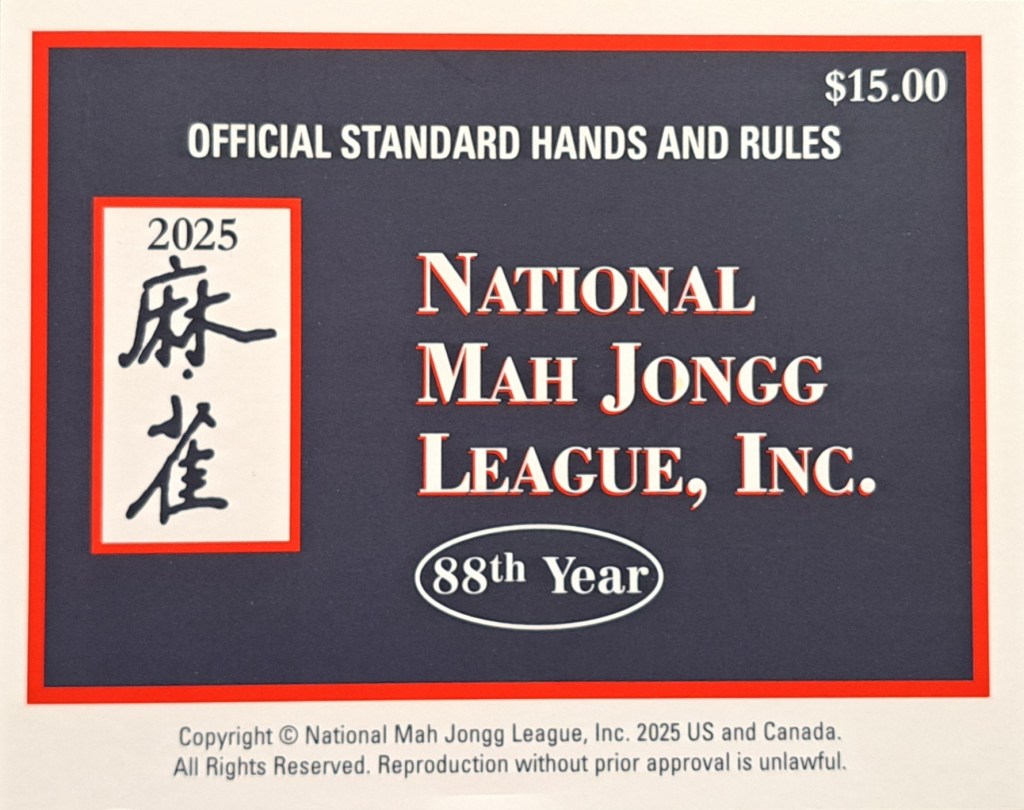 $15.00
OFFICIAL STANDARD HANDS AND RULES
2025
麻
雀
NATIONAL
MAH JONGG
LEAGUE, INC.
88th Year
Copyright © National Mah Jongg League, Inc. 2025 US and Canada.
All Rights Reserved. Reproduction without prior approval is unlawful.